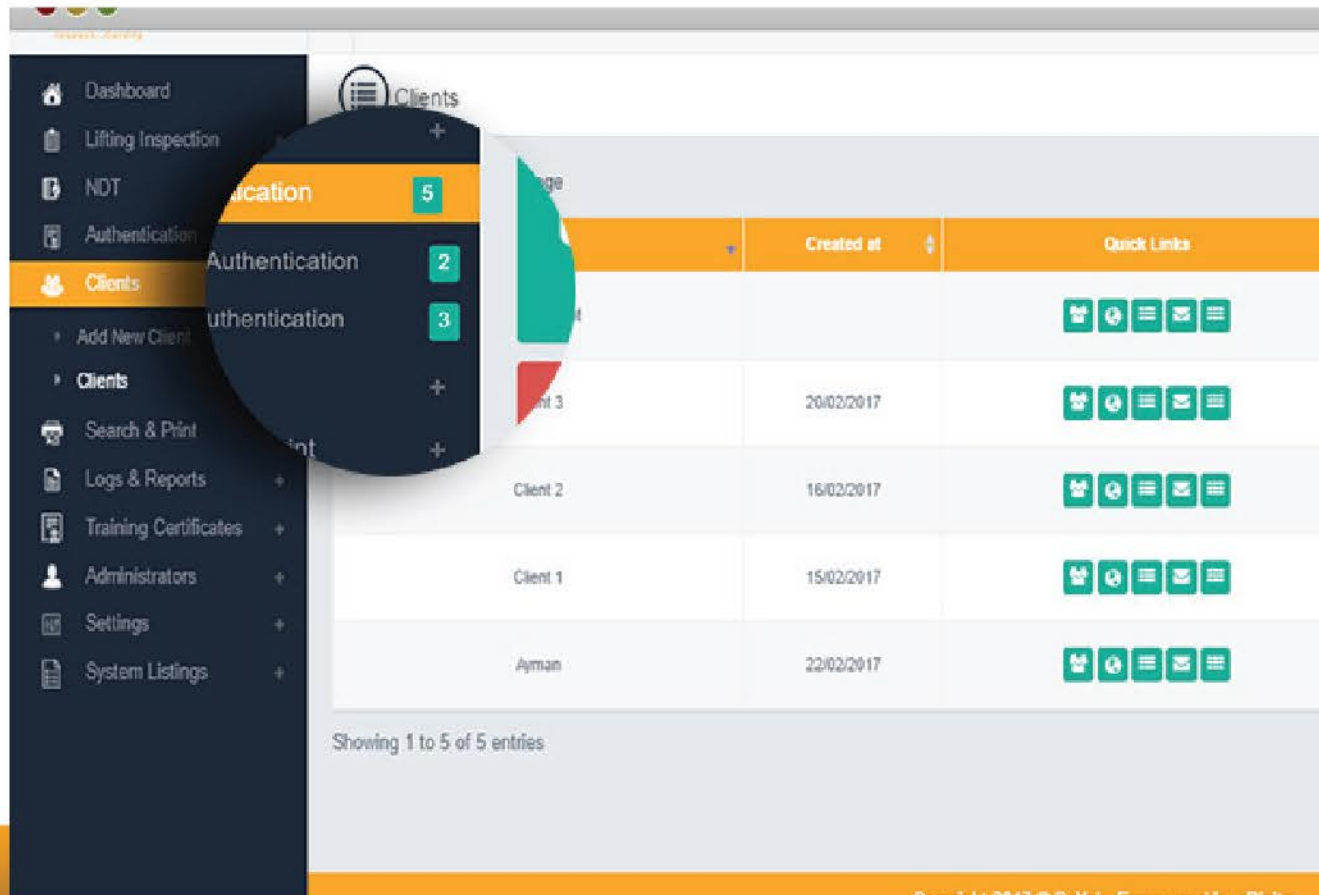 Dashboard
Lifting Inspection
NDT
Authentication
Clients
Add New Client
Clients
Search & Print
Logs & Reports +
Training Certificates +
Administrators +
Settings +
System Listings +
Clients
+
5
Authentication 2
3
+
+
Created at Quick Links
20/02/2017
Client 2 16/02/2017
Client 1 15/02/2017
Ayman 22/02/2017
Showing 1 to 5 of 5 entries